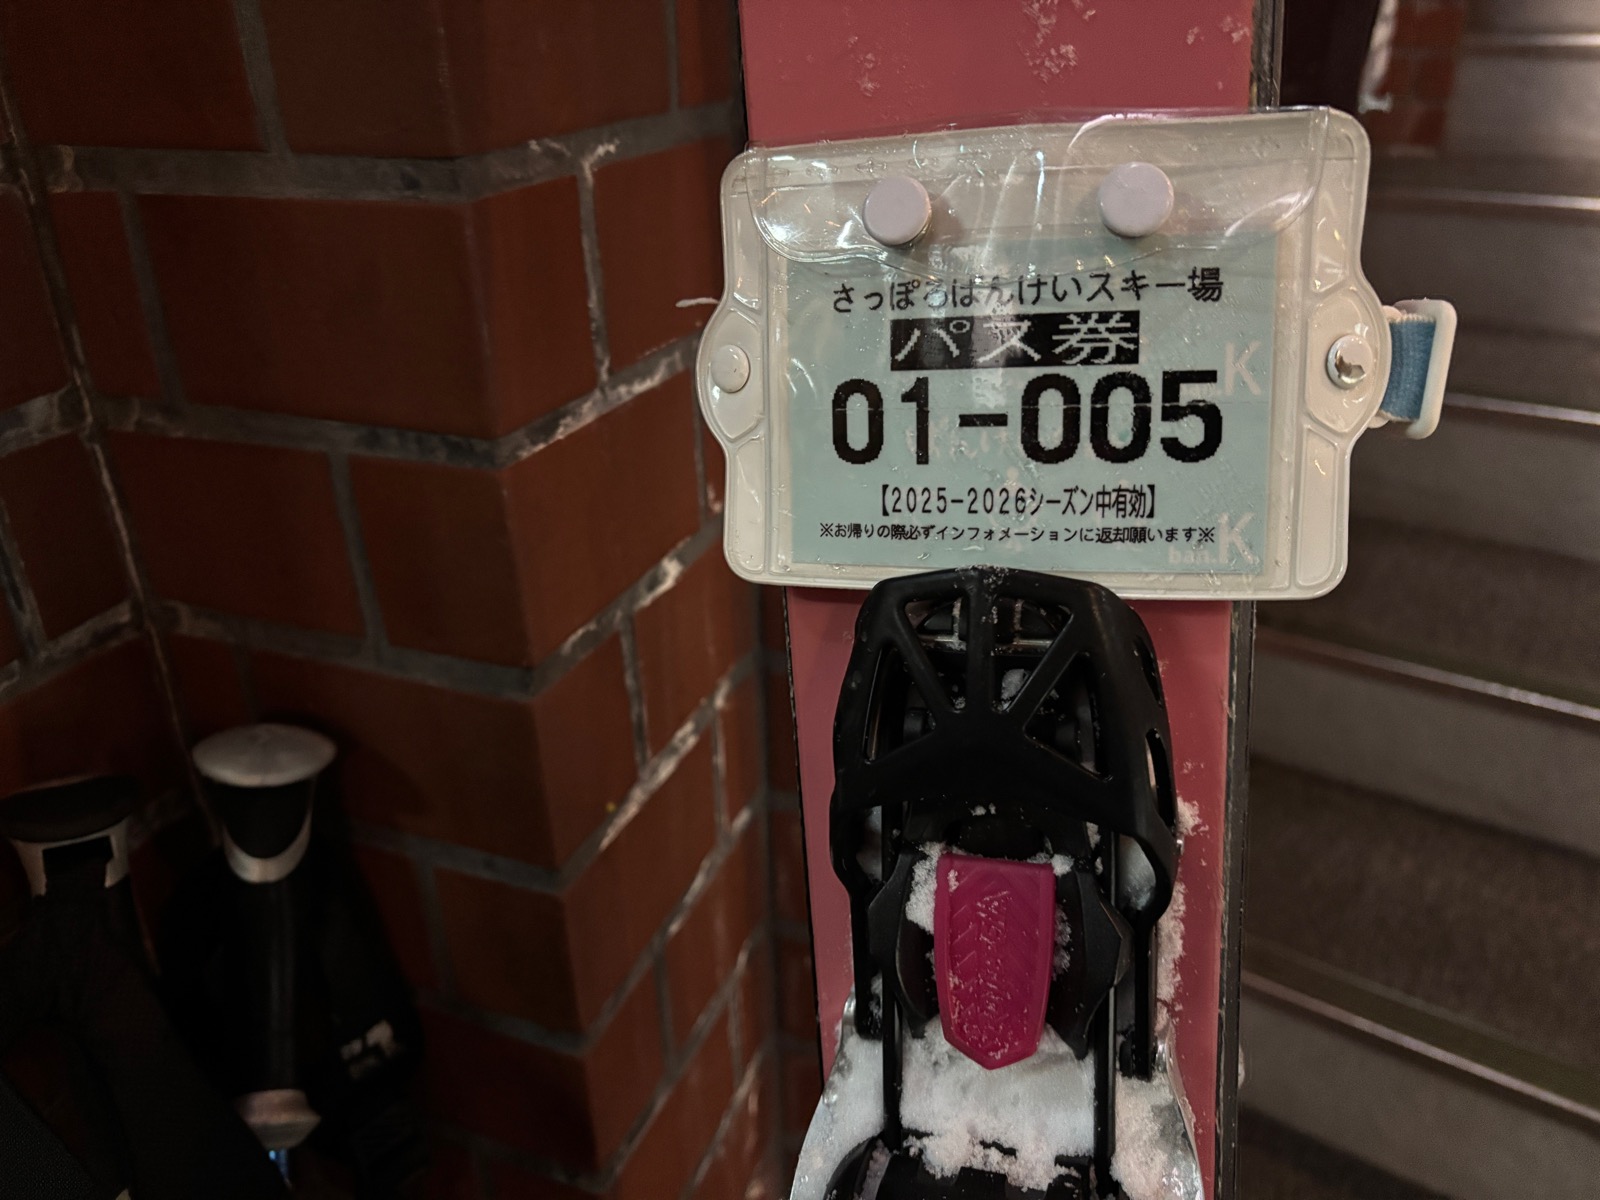 さっぽろばんけいスキー場
パス券
01-005
【2025-2026シーズン中有効】
※お帰りの際必ずインフォメーションに返却願います※
K
ban.K